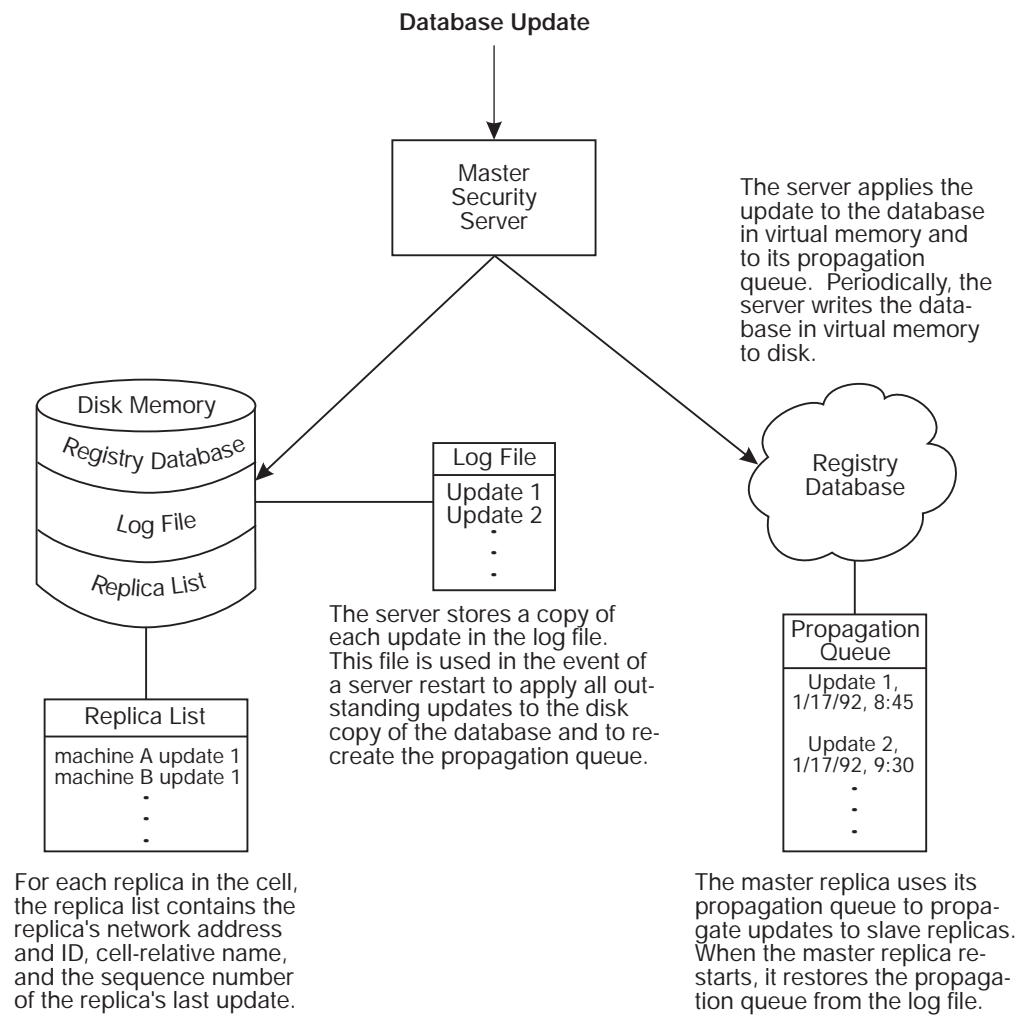 Database Update
Master
Security
Server
The server applies the
update to the database
in virtual memory and
to its propagation
queue.  Periodically, the
server writes the data-
base in virtual memory
to disk.
Disk Memory
Registry Database
Log File
Replica List
Log File
Update 1
Update 2
.
.
.
Registry
Database
The server stores a copy of
each update in the log file.
This file is used in the event of
a server restart to apply all out-
standing updates to the disk
copy of the database and to re-
create the propagation queue.
Replica List
machine A update 1
machine B update 1
.
.
.
Propagation
Queue
Update 1,
1/17/92, 8:45
Update 2,
1/17/92, 9:30
.
.
.
For each replica in the cell,
the replica list contains the
replica's network address
and ID, cell-relative name,
and the sequence number
of the replica's last update.
The master replica uses its
propagation queue to propa-
gate updates to slave replicas.
When the master replica re-
starts, it restores the propaga-
tion queue from the log file.